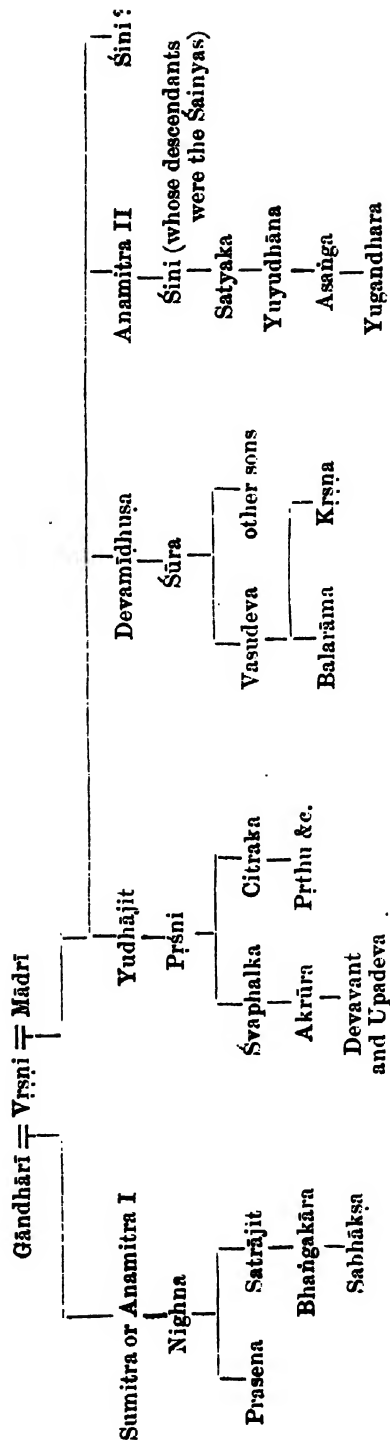 Gāndhārī = Vṛṣṇi = Mādrī
Sumitra or Anamitra I
Nighna
Prasena
Satrājit
Bhaṅgakāra
Sabhākṣa
Yudhājit
Pṛśni
Śvaphalka
Citraka
Akrūra
Pṛthu &c.
Devavant
and Upadeva
Devamīḍhuṣa
Śūra
Vasudeva
other sons
Balarāma
Kṛṣṇa
Anamitra II
Śini (whose descendants
were the Śainyas)
Satyaka
Yuyudhāna
Asaṅga
Yugandhara
Śini ?